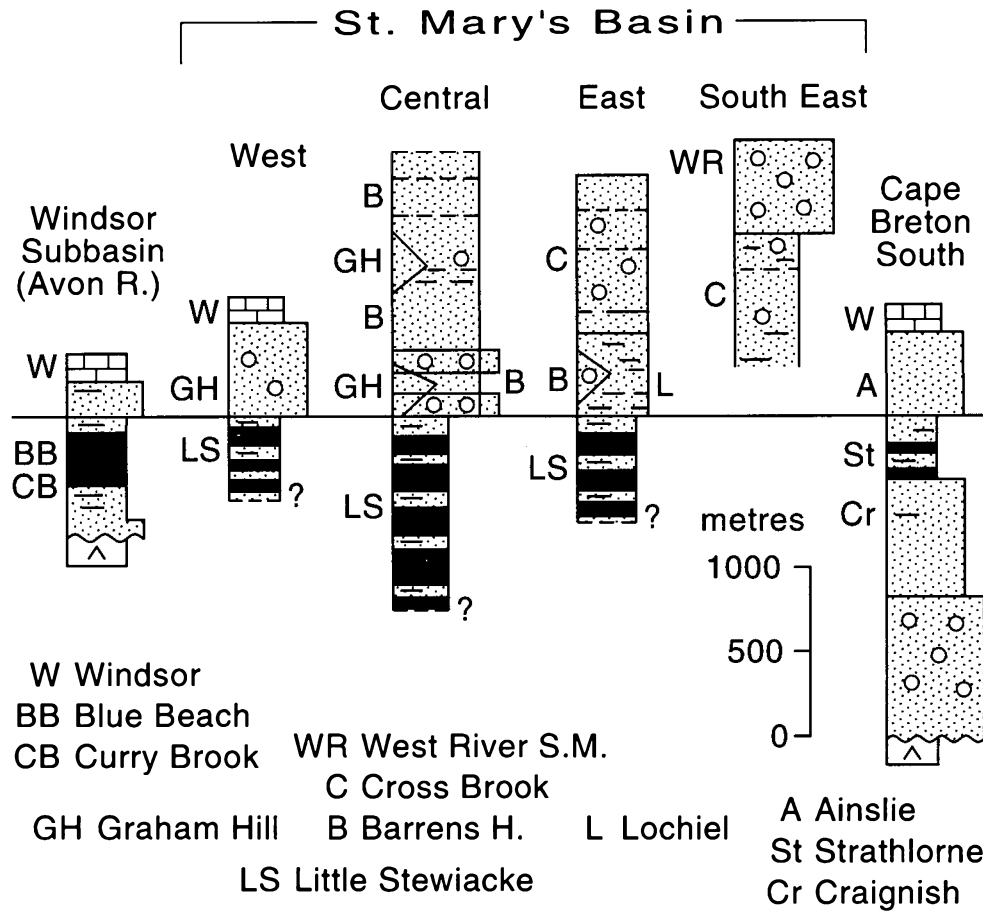 St. Mary's Basin
Central
East
South East
West
Windsor
Subbasin
(Avon R.)
Cape
Breton
South
W
BB
CB
W
GH
LS
?
B
GH
B
GH
B
LS
?
C
B
L
LS
?
WR
C
W
A
St
Cr
metres
1000
500
0
W Windsor
BB Blue Beach
CB Curry Brook
WR West River S.M.
C Cross Brook
GH Graham Hill
B Barrens H.
L Lochiel
LS Little Stewiacke
A Ainslie
St Strathlorne
Cr Craignish